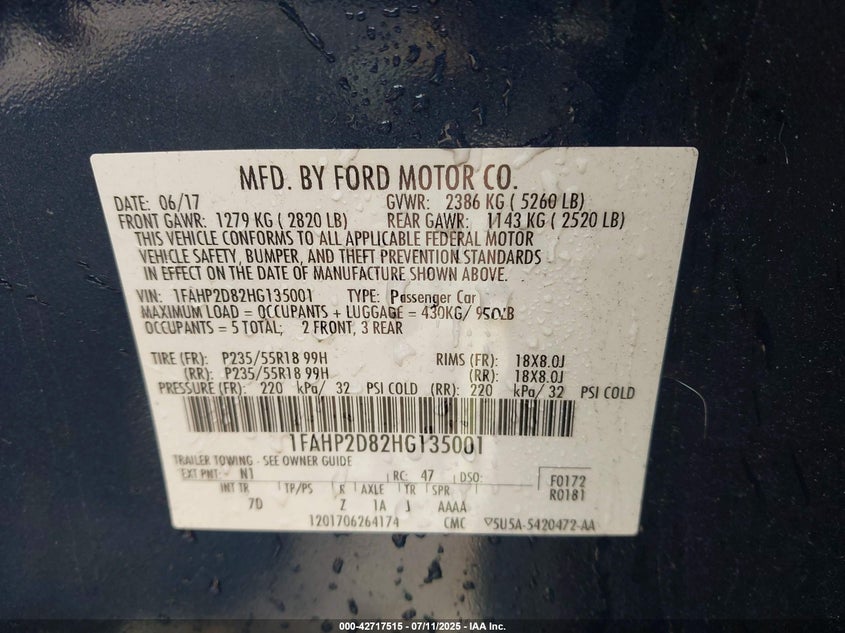 MFD. BY FORD MOTOR CO.
DATE: 06/17 GVWR: 2386 KG ( 5260 LB)
FRONT GAWR: 1279 KG ( 2820 LB) REAR GAWR: 1143 KG ( 2520 LB)
THIS VEHICLE CONFORMS TO ALL APPLICABLE FEDERAL MOTOR
VEHICLE SAFETY, BUMPER, AND THEFT PREVENTION STANDARDS
IN EFFECT ON THE DATE OF MANUFACTURE SHOWN ABOVE.
VIN: 1FAHP2D82HG135001 TYPE: Passenger Car
MAXIMUM LOAD = OCCUPANTS + LUGGAGE = 430KG/ 950LB
OCCUPANTS = 5 TOTAL; 2 FRONT, 3 REAR
TIRE (FR): P235/55R18 99H RIMS (FR): 18X8.0J
(RR): P235/55R18 99H (RR): 18X8.0J
PRESSURE (FR): 220 kPa/ 32 PSI COLD (RR): 220 kPa/ 32 PSI COLD
1FAHP2D82HG135001
TRAILER TOWING - SEE OWNER GUIDE
EXT PNT: N1 RC: 47 DSO: F0172
INT TR TP/PS R AXLE TR SPR R0181
7D Z 1A J AAAA
1201706264174 CMC ▽5U5A-5420472-AA
000-42717515 - 07/11/2025 - IAA Inc.